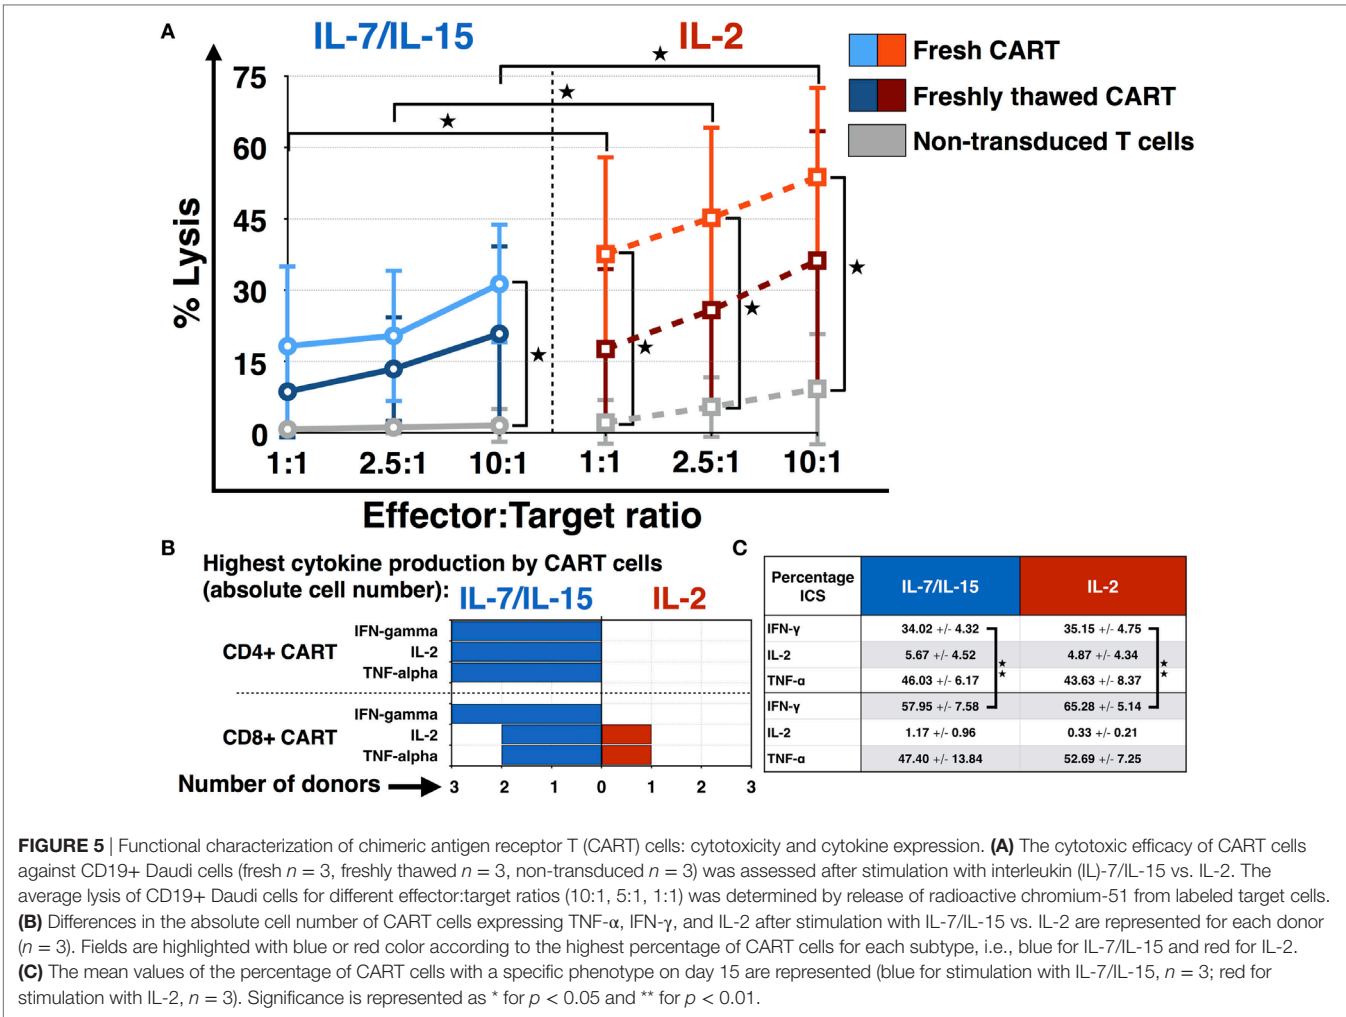 A
IL-7/IL-15 IL-2
Fresh CART
Freshly thawed CART
Non-transduced T cells
% Lysis
75
60
45
30
15
0
1:1 2.5:1 10:1 1:1 2.5:1 10:1
Effector:Target ratio
B
Highest cytokine production by CART cells
(absolute cell number): IL-7/IL-15 IL-2
CD4+ CART
IFN-gamma
IL-2
TNF-alpha
CD8+ CART
IFN-gamma
IL-2
TNF-alpha
Number of donors 3 2 1 0 1 2 3
C
Percentage ICS IL-7/IL-15 IL-2
IFN-γ 34.02 +/- 4.32 35.15 +/- 4.75
IL-2 5.67 +/- 4.52 4.87 +/- 4.34
TNF-α 46.03 +/- 6.17 43.63 +/- 8.37
IFN-γ 57.95 +/- 7.58 65.28 +/- 5.14
IL-2 1.17 +/- 0.96 0.33 +/- 0.21
TNF-α 47.40 +/- 13.84 52.69 +/- 7.25
FIGURE 5 | Functional characterization of chimeric antigen receptor T (CART) cells: cytotoxicity and cytokine expression. (A) The cytotoxic efficacy of CART cells
against CD19+ Daudi cells (fresh n = 3, freshly thawed n = 3, non-transduced n = 3) was assessed after stimulation with interleukin (IL)-7/IL-15 vs. IL-2. The
average lysis of CD19+ Daudi cells for different effector:target ratios (10:1, 5:1, 1:1) was determined by release of radioactive chromium-51 from labeled target cells.
(B) Differences in the absolute cell number of CART cells expressing TNF-α, IFN-γ, and IL-2 after stimulation with IL-7/IL-15 vs. IL-2 are represented for each donor
(n = 3). Fields are highlighted with blue or red color according to the highest percentage of CART cells for each subtype, i.e., blue for IL-7/IL-15 and red for IL-2.
(C) The mean values of the percentage of CART cells with a specific phenotype on day 15 are represented (blue for stimulation with IL-7/IL-15, n = 3; red for
stimulation with IL-2, n = 3). Significance is represented as * for p < 0.05 and ** for p < 0.01.